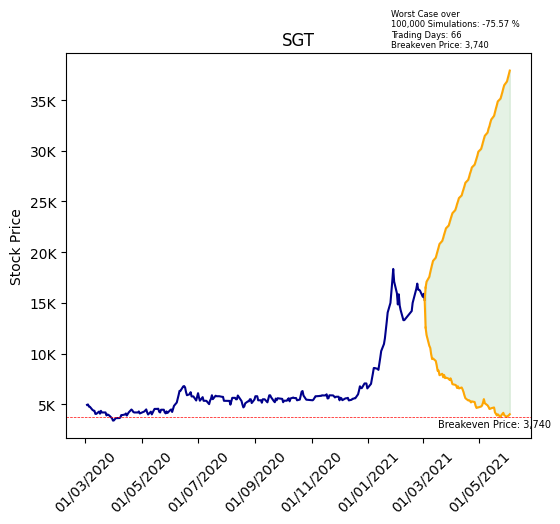 Worst Case over
100,000 Simulations: -75.57 %
Trading Days: 66
Breakeven Price: 3,740
SGT
Stock Price
35K
30K
25K
20K
15K
10K
5K
Breakeven Price: 3,740
01/03/2020
01/05/2020
01/07/2020
01/09/2020
01/11/2020
01/01/2021
01/03/2021
01/05/2021